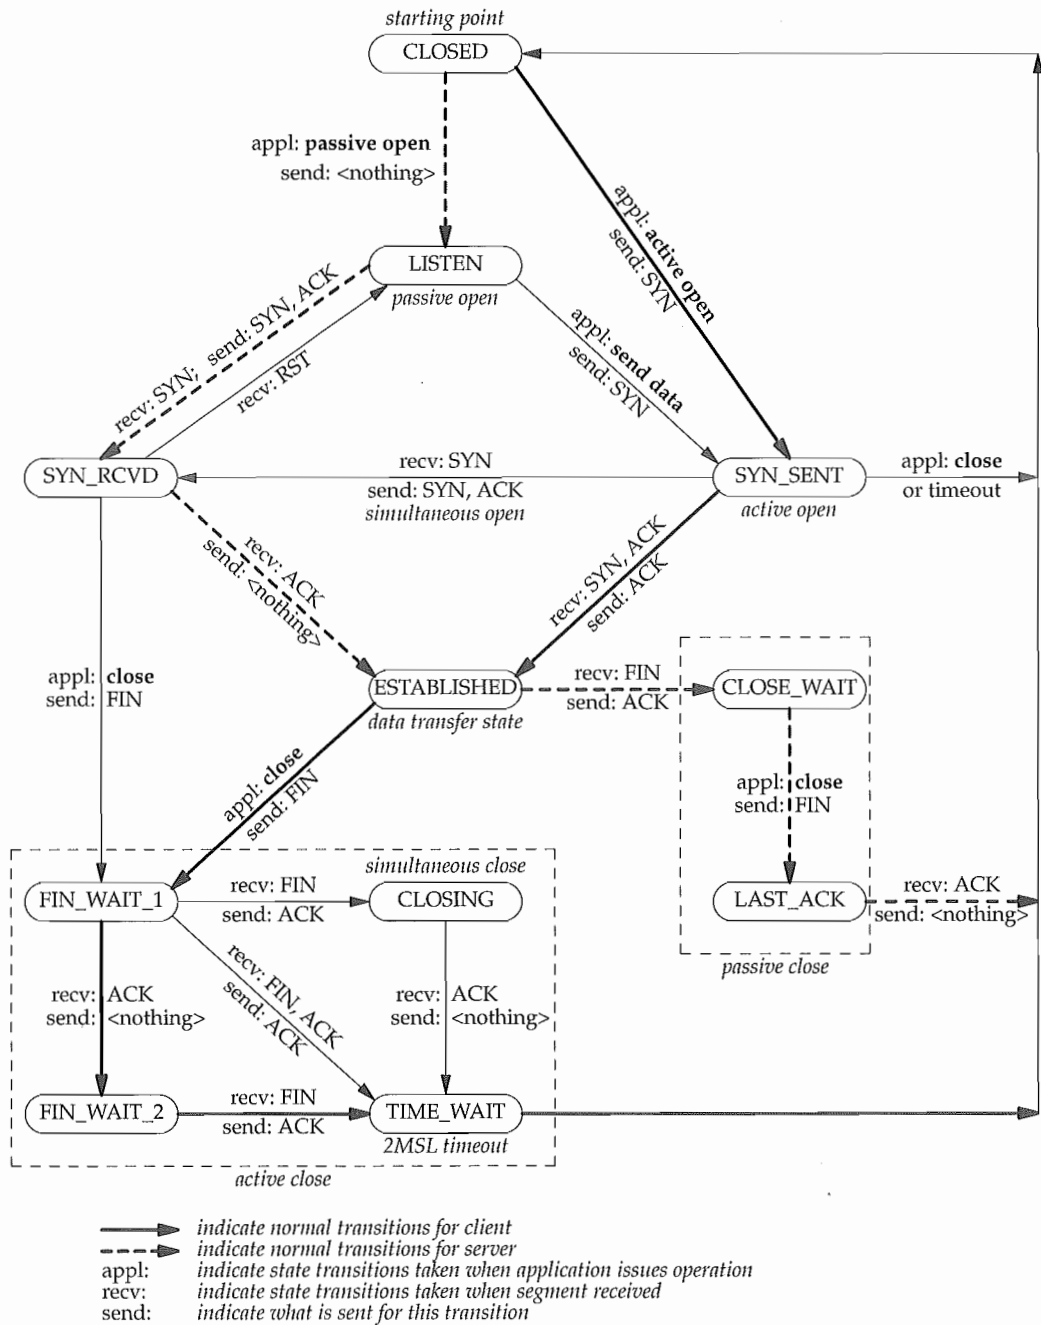 starting point
CLOSED
appl: passive open
send: <nothing>
appl: active open
send: SYN
LISTEN
passive open
recv: SYN; send: SYN, ACK
recv: RST
appl: send data
send: SYN
SYN_RCVD
recv: SYN
send: SYN, ACK
simultaneous open
SYN_SENT
active open
appl: close
or timeout
recv: ACK
send: <nothing>
recv: SYN, ACK
send: ACK
appl: close
send: FIN
ESTABLISHED
data transfer state
recv: FIN
send: ACK
CLOSE_WAIT
appl: close
send: FIN
appl: close
send: FIN
simultaneous close
FIN_WAIT_1
recv: FIN
send: ACK
CLOSING
LAST_ACK
recv: ACK
send: <nothing>
passive close
recv: ACK
send: <nothing>
recv: FIN, ACK
send: ACK
recv: ACK
send: <nothing>
FIN_WAIT_2
recv: FIN
send: ACK
TIME_WAIT
2MSL timeout
active close
indicate normal transitions for client
indicate normal transitions for server
appl: indicate state transitions taken when application issues operation
recv: indicate state transitions taken when segment received
send: indicate what is sent for this transition